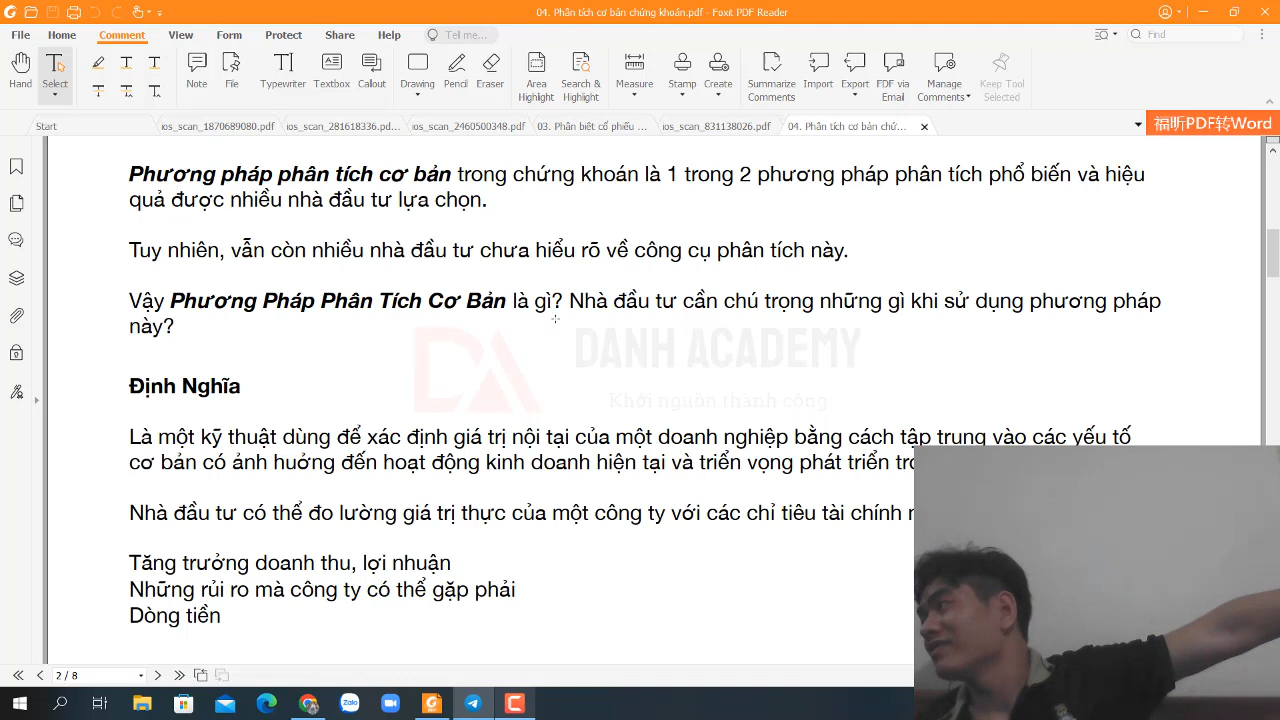 04. Phân tích cơ bản chứng khoán.pdf - Foxit PDF Reader
File Home Comment View Form Protect Share Help Tell me... Find
Hand Select Note File Typewriter Textbox Callout Drawing Pencil Eraser Area Highlight Search & Highlight Measure Stamp Create Summarize Comments Import Export FDF via Email Manage Comments Keep Tool Selected
Start ios_scan_1870689080.pdf ios_scan_281618336.pd... ios_scan_2460500348.pdf 03. Phân biệt cổ phiếu ... ios_scan_831138026.pdf 04. Phân tích cơ bản chứ... 福昕PDF转Word
Phương pháp phân tích cơ bản trong chứng khoán là 1 trong 2 phương pháp phân tích phổ biến và hiệu
quả được nhiều nhà đầu tư lựa chọn.
Tuy nhiên, vẫn còn nhiều nhà đầu tư chưa hiểu rõ về công cụ phân tích này.
Vậy Phương Pháp Phân Tích Cơ Bản là gì? Nhà đầu tư cần chú trọng những gì khi sử dụng phương pháp
này?
DANH ACADEMY
Khởi nguồn thành công
Định Nghĩa
Là một kỹ thuật dùng để xác định giá trị nội tại của một doanh nghiệp bằng cách tập trung vào các yếu tố
cơ bản có ảnh huởng đến hoạt động kinh doanh hiện tại và triển vọng phát triển
Nhà đầu tư có thể đo lường giá trị thực của một công ty với các chỉ tiêu tài chính
Tăng trưởng doanh thu, lợi nhuận
Những rủi ro mà công ty có thể gặp phải
Dòng tiền
2 / 8
Zalo